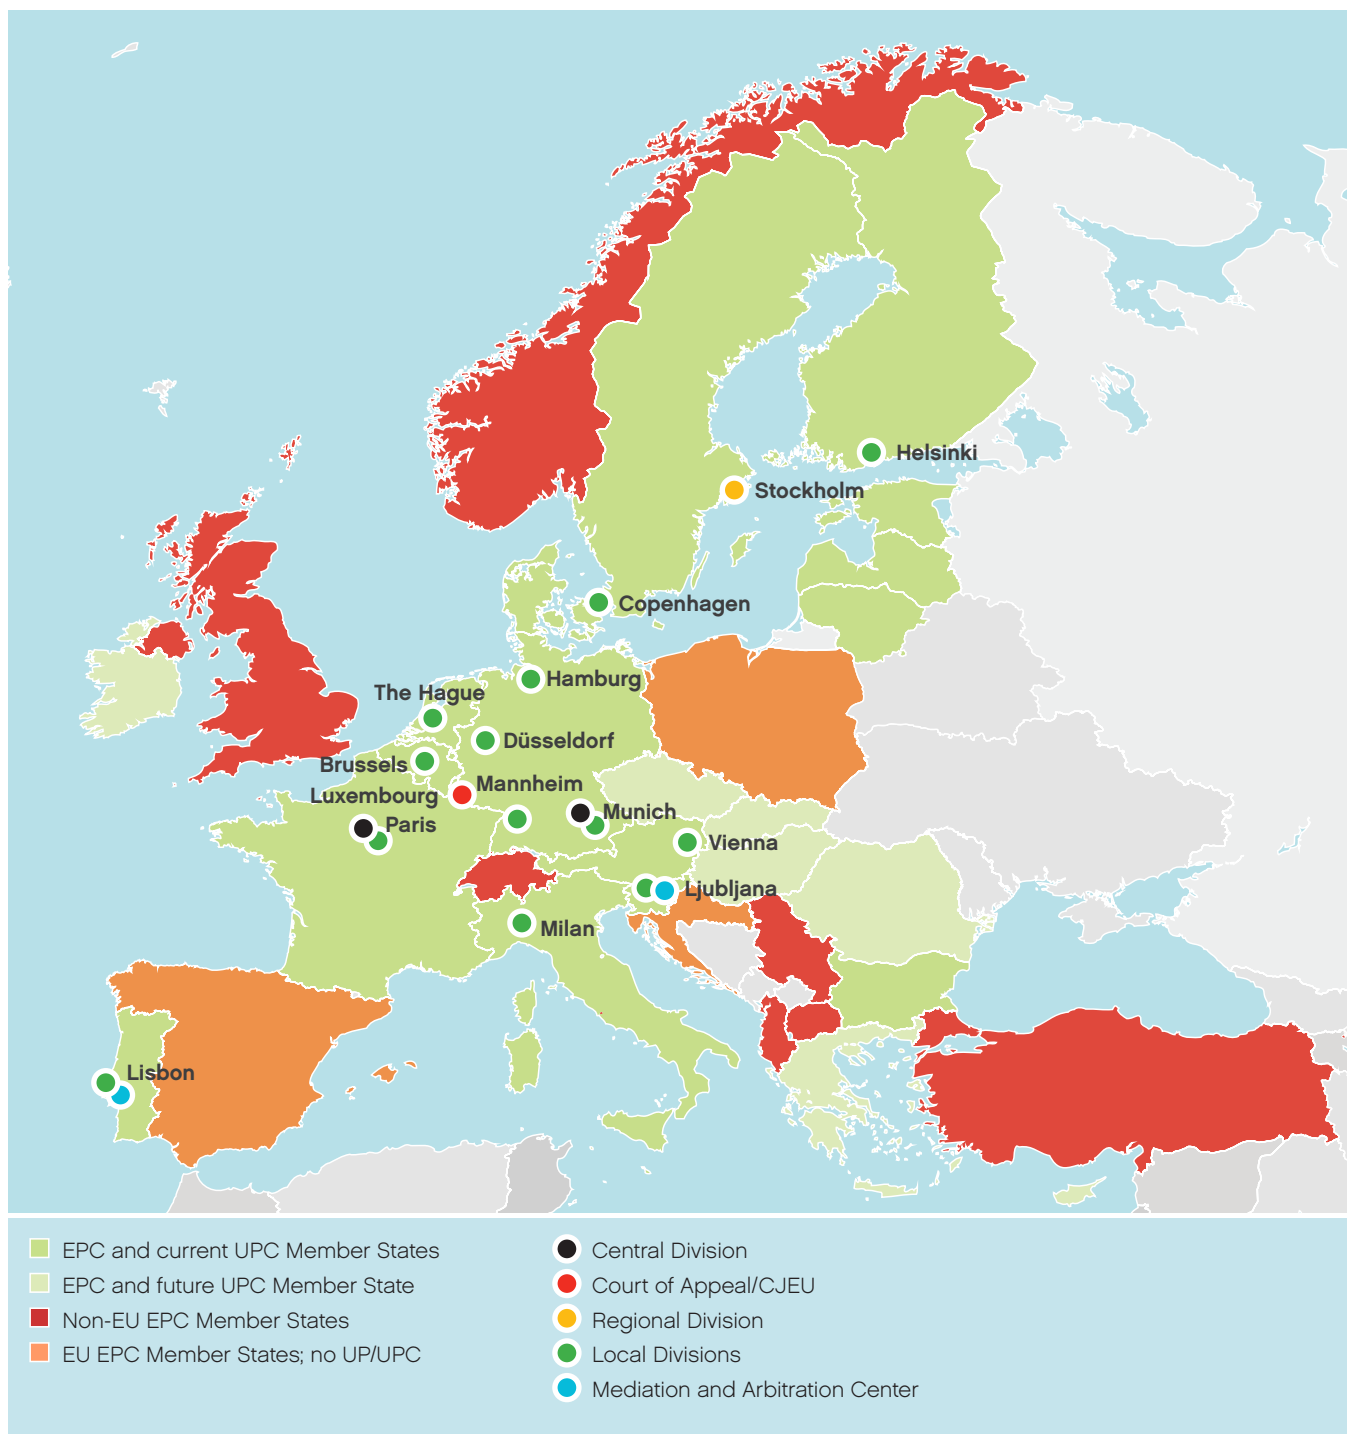 Helsinki
Stockholm
Copenhagen
Hamburg
The Hague
Düsseldorf
Brussels
Mannheim
Luxembourg
Munich
Paris
Vienna
Ljubljana
Milan
Lisbon
EPC and current UPC Member States
EPC and future UPC Member State
Non-EU EPC Member States
EU EPC Member States; no UP/UPC
Central Division
Court of Appeal/CJEU
Regional Division
Local Divisions
Mediation and Arbitration Center